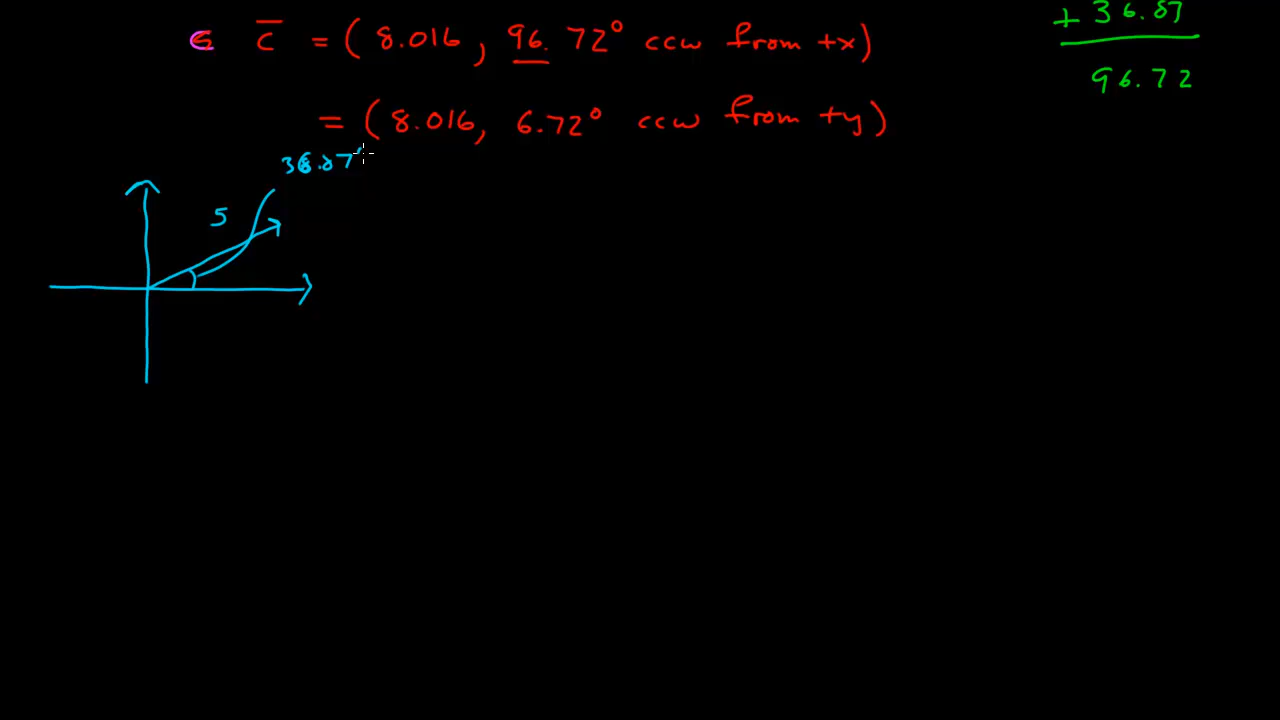 c̅ = ( 8.016 , 96.72° ccw from +x)
+ 36.87
96.72
= ( 8.016, 6.72° ccw from +y)
36.87°
5